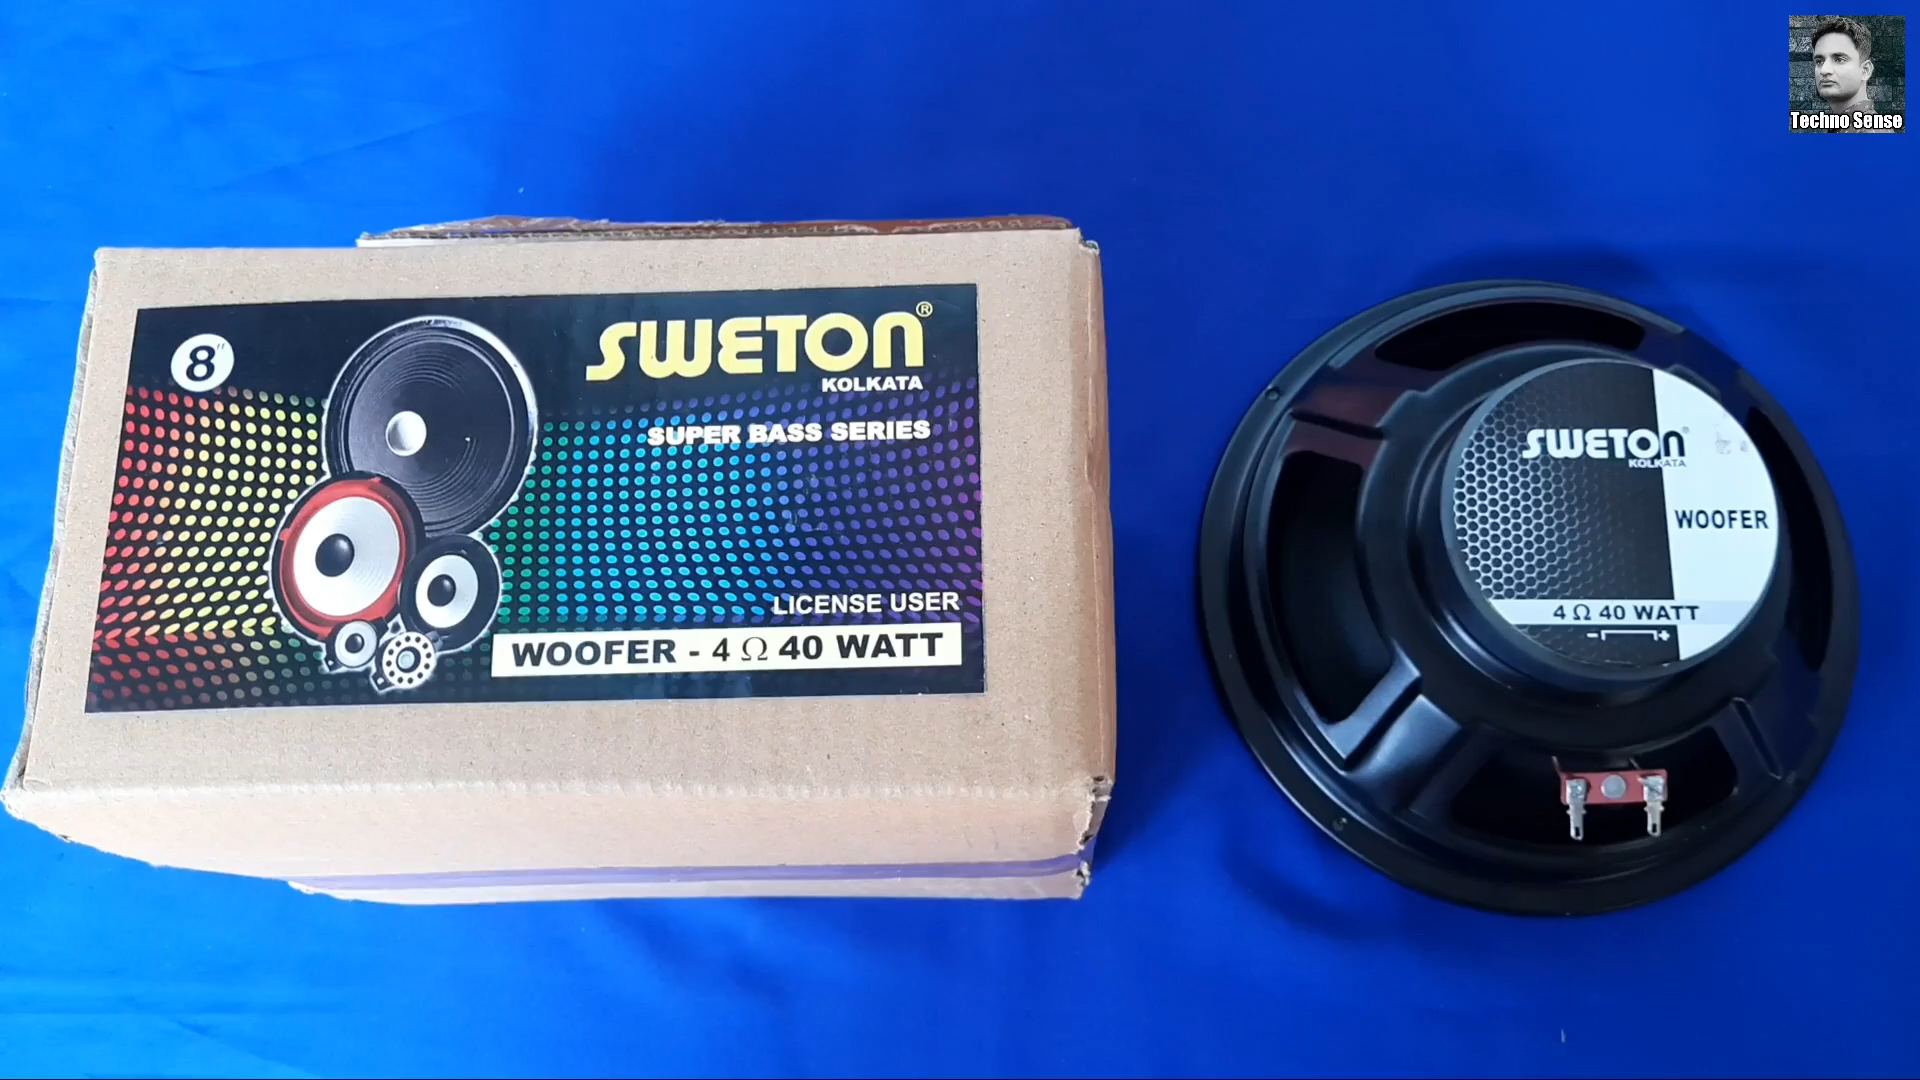 Techno Sense
8"
SWETON®
KOLKATA
SUPER BASS SERIES
LICENSE USER
WOOFER - 4 Ω 40 WATT
SWETON
KOLKATA
WOOFER
4 Ω 40 WATT
- +